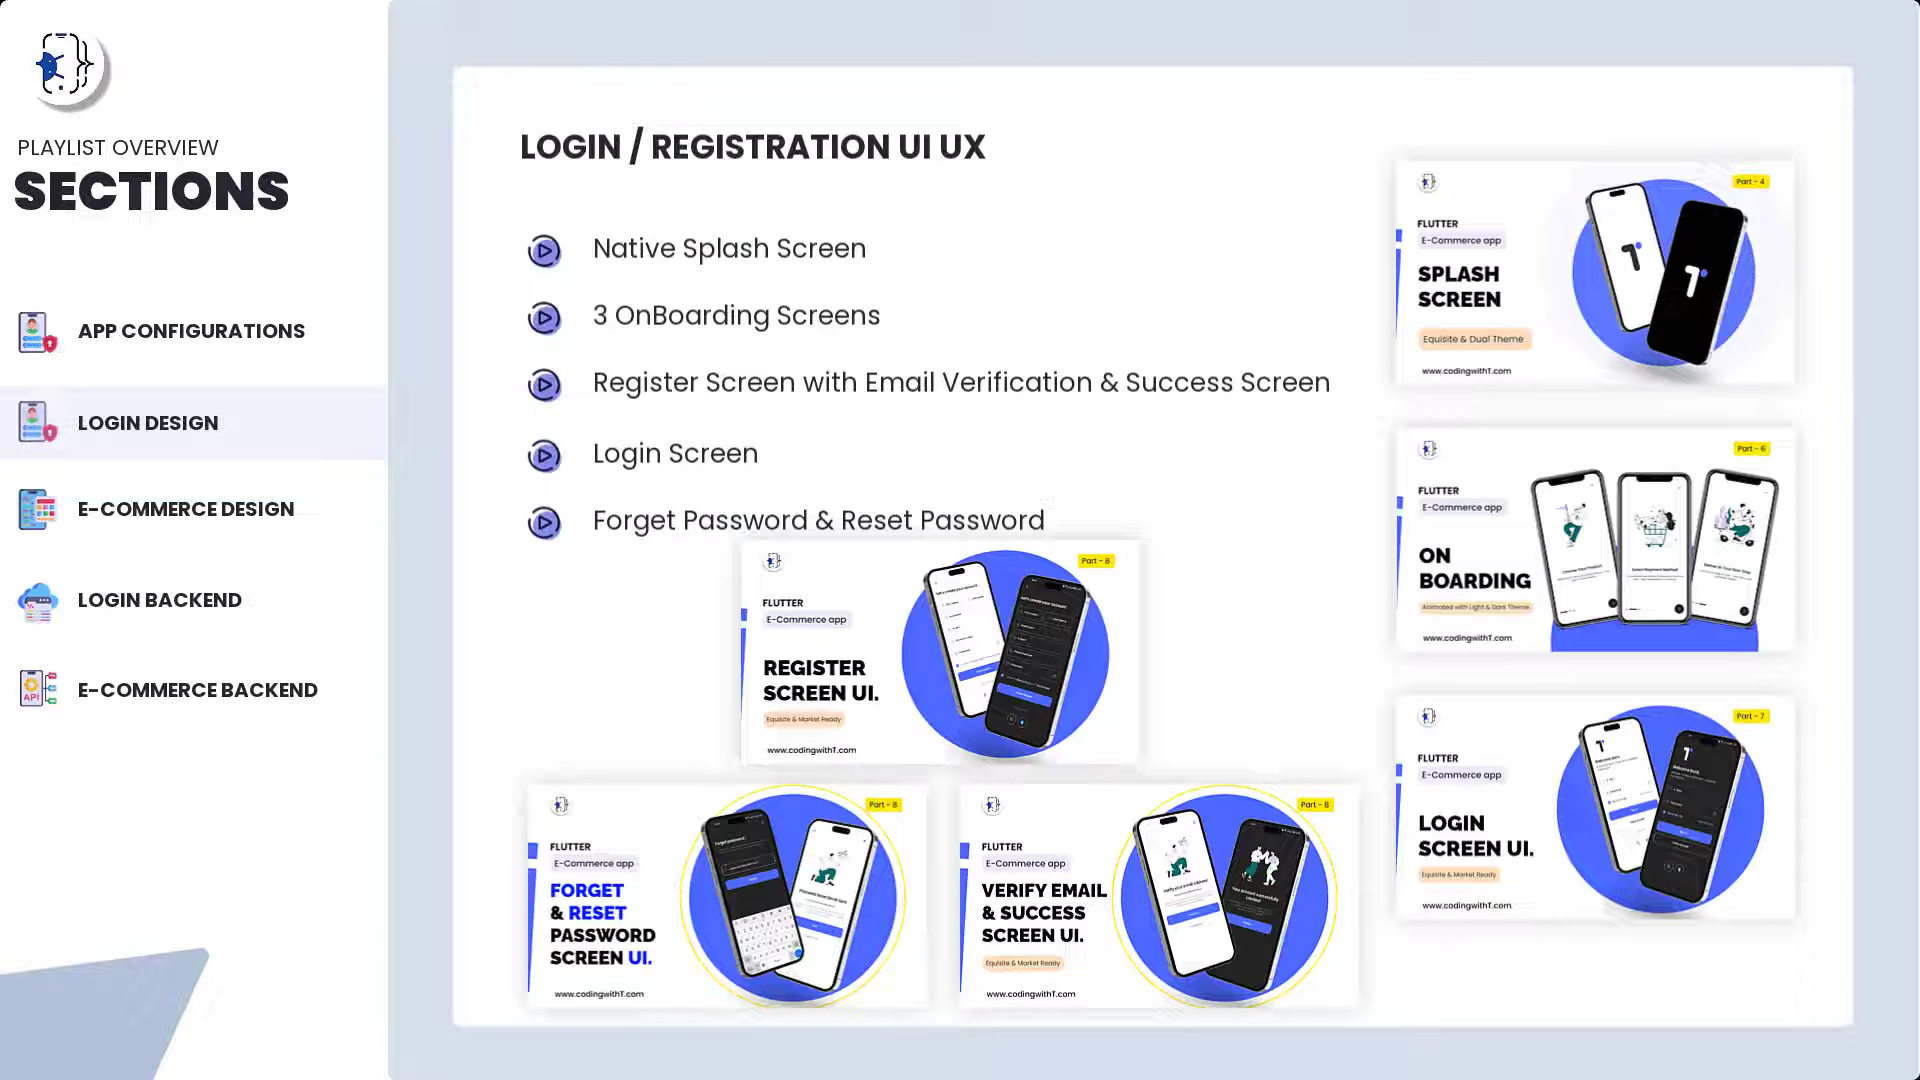 PLAYLIST OVERVIEW
SECTIONS
APP CONFIGURATIONS
LOGIN DESIGN
E-COMMERCE DESIGN
LOGIN BACKEND
API
E-COMMERCE BACKEND
LOGIN / REGISTRATION UI UX
Native Splash Screen
3 OnBoarding Screens
Register Screen with Email Verification & Success Screen
Login Screen
Forget Password & Reset Password
Part - 4
FLUTTER
E-Commerce app
SPLASH
SCREEN
Equisite & Dual Theme
www.codingwithT.com
Part - 6
FLUTTER
E-Commerce app
ON
BOARDING
Animated with Light & Dark Theme
www.codingwithT.com
Part - 7
FLUTTER
E-Commerce app
LOGIN
SCREEN UI.
Equisite & Market Ready
www.codingwithT.com
Part - 8
FLUTTER
E-Commerce app
REGISTER
SCREEN UI.
Equisite & Market Ready
www.codingwithT.com
Part - 8
FLUTTER
E-Commerce app
FORGET
& RESET
PASSWORD
SCREEN UI.
www.codingwithT.com
Part - 8
FLUTTER
E-Commerce app
VERIFY EMAIL
& SUCCESS
SCREEN UI.
Equisite & Market Ready
www.codingwithT.com